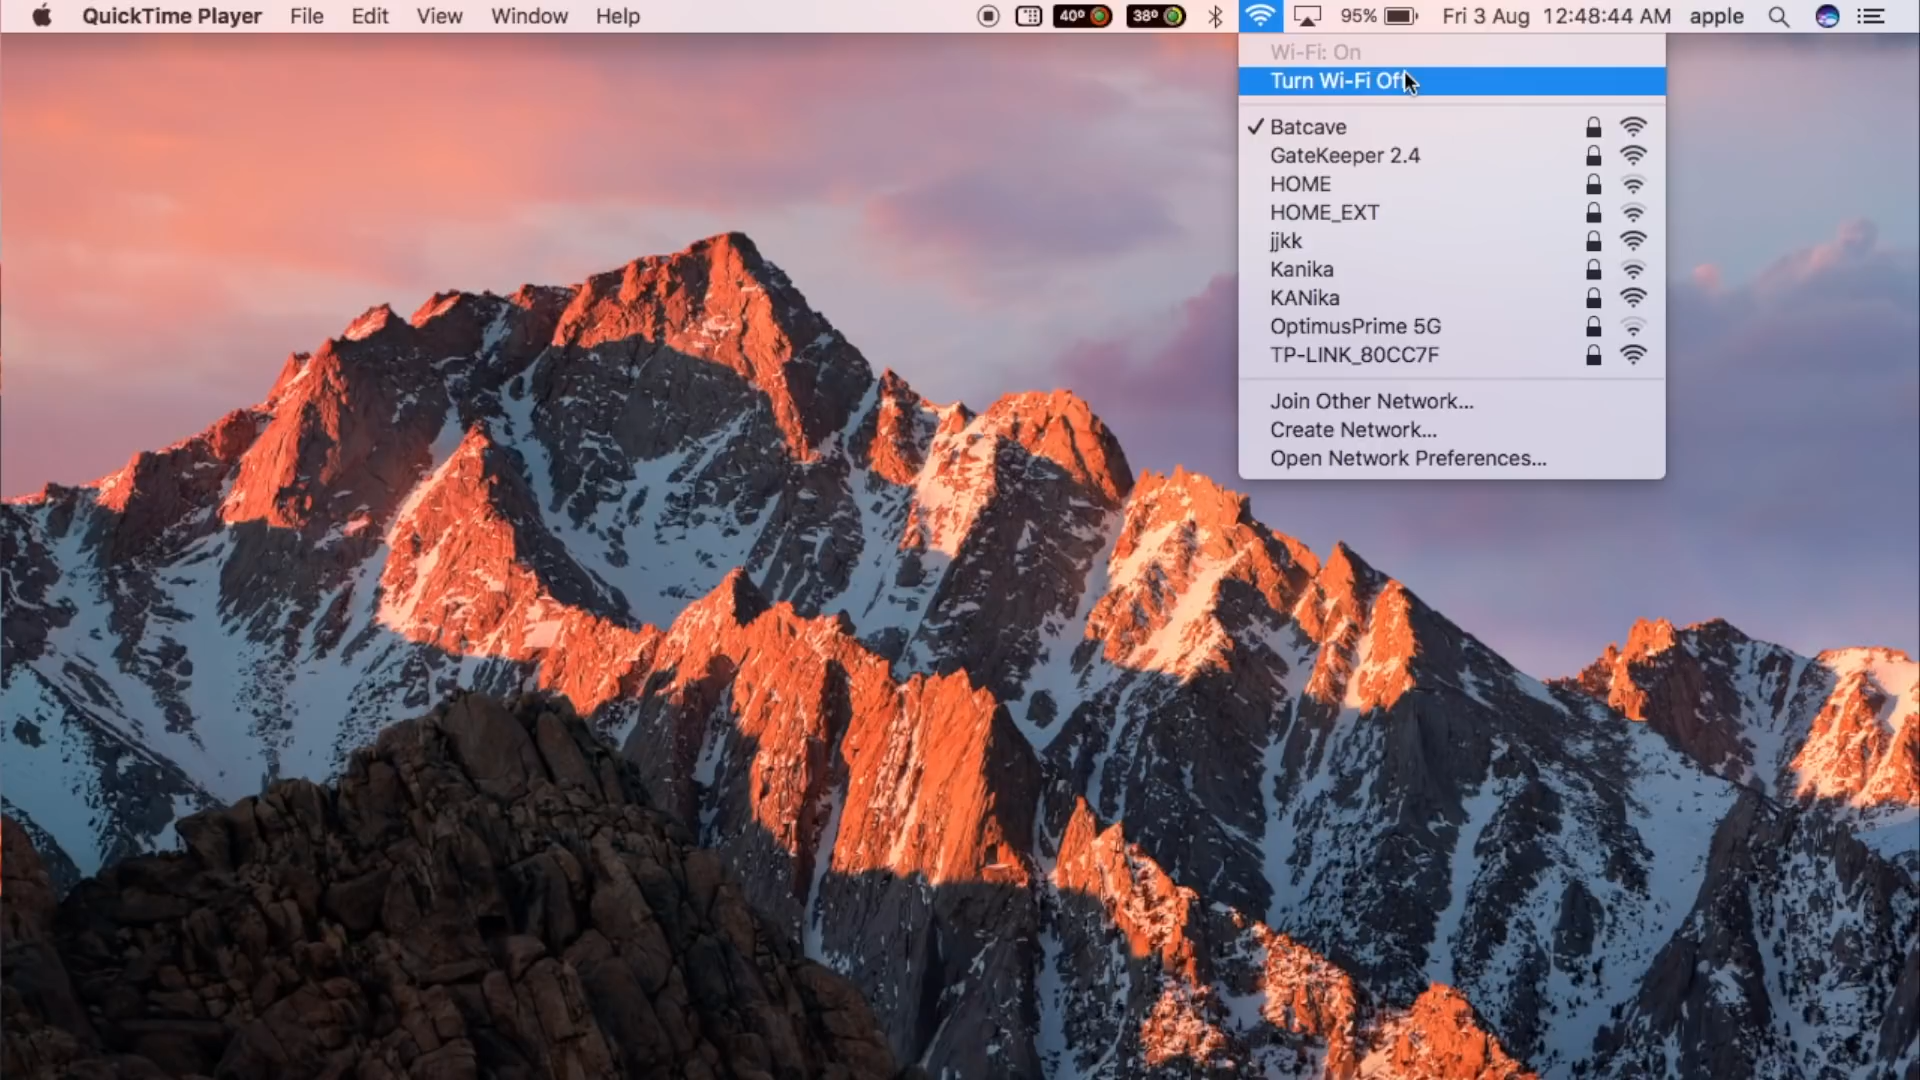 QuickTime Player File Edit View Window Help 40º 38º 95% Fri 3 Aug 12:48:44 AM apple
Wi-Fi: On
Turn Wi-Fi Off
Batcave
GateKeeper 2.4
HOME
HOME_EXT
jjkk
Kanika
KANika
OptimusPrime 5G
TP-LINK_80CC7F
Join Other Network...
Create Network...
Open Network Preferences...